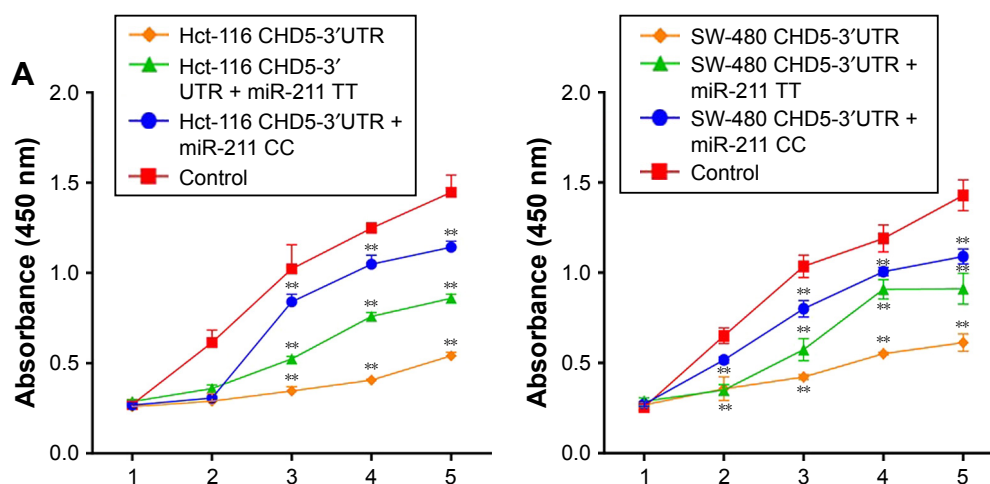 A
Hct-116 CHD5-3′UTR
Hct-116 CHD5-3′
UTR + miR-211 TT
Hct-116 CHD5-3′UTR +
miR-211 CC
Control
Absorbance (450 nm)
2.0
1.5
1.0
0.5
0.0
** ** **
** ** **
** ** **
1 2 3 4 5
SW-480 CHD5-3′UTR
SW-480 CHD5-3′UTR +
miR-211 TT
SW-480 CHD5-3′UTR +
miR-211 CC
Control
Absorbance (450 nm)
2.0
1.5
1.0
0.5
0.0
** ** ** **
** ** ** **
** ** ** **
1 2 3 4 5